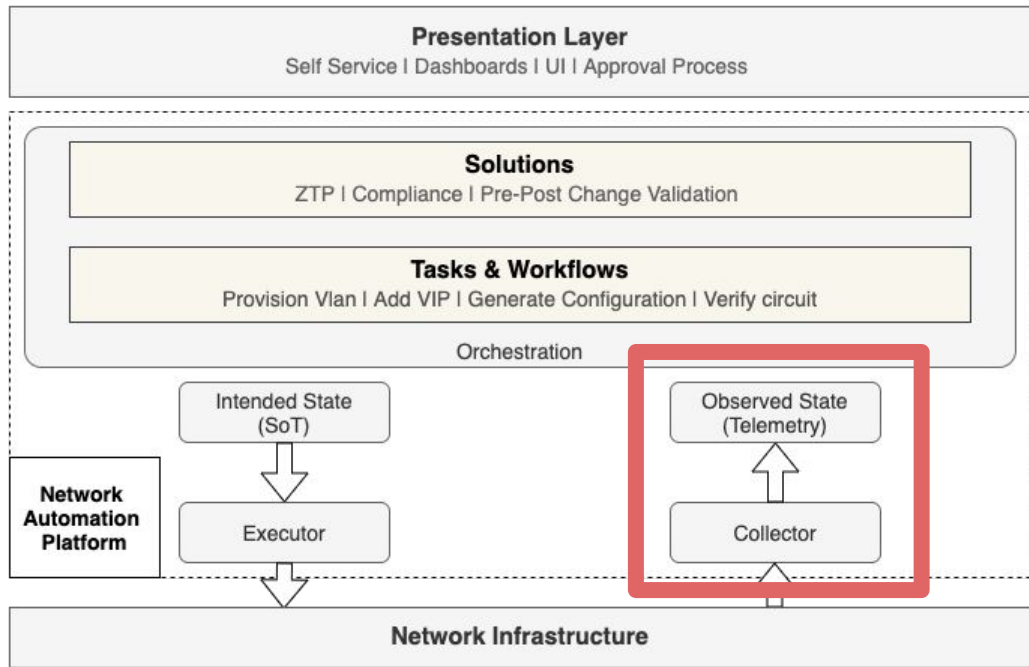 Presentation Layer
Self Service | Dashboards | UI | Approval Process
Solutions
ZTP | Compliance | Pre-Post Change Validation
Tasks & Workflows
Provision Vlan | Add VIP | Generate Configuration | Verify circuit
Orchestration
Intended State
(SoT)
Observed State
(Telemetry)
Network
Automation
Platform
Executor
Collector
Network Infrastructure